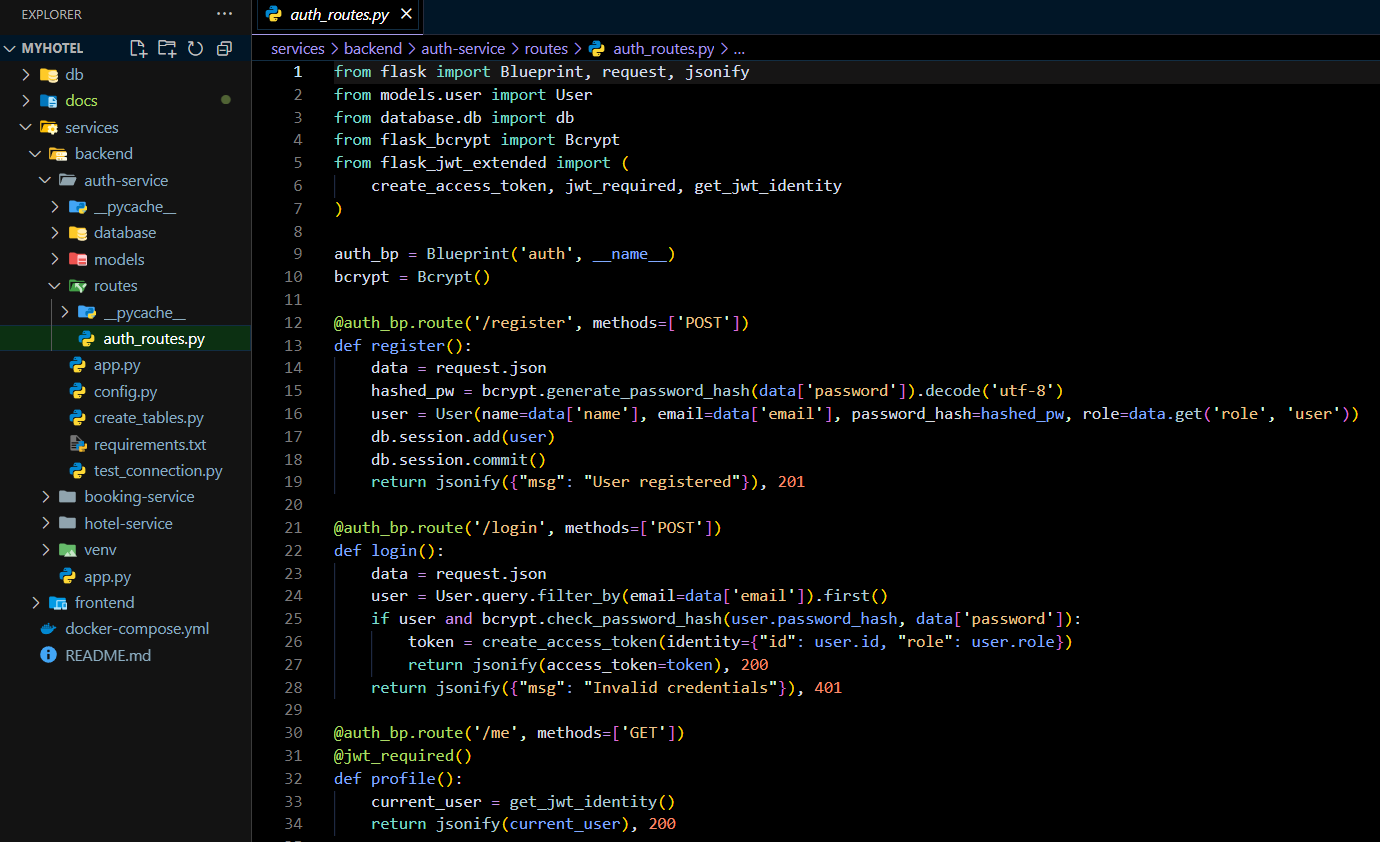 EXPLORER
...
MYHOTEL
db
docs
services
backend
auth-service
__pycache__
database
models
routes
__pycache__
auth_routes.py
app.py
config.py
create_tables.py
requirements.txt
test_connection.py
booking-service
hotel-service
venv
app.py
frontend
docker-compose.yml
README.md
auth_routes.py
services > backend > auth-service > routes > auth_routes.py > ...
1 from flask import Blueprint, request, jsonify
2 from models.user import User
3 from database.db import db
4 from flask_bcrypt import Bcrypt
5 from flask_jwt_extended import (
6     create_access_token, jwt_required, get_jwt_identity
7 )
8
9 auth_bp = Blueprint('auth', __name__)
10 bcrypt = Bcrypt()
11
12 @auth_bp.route('/register', methods=['POST'])
13 def register():
14     data = request.json
15     hashed_pw = bcrypt.generate_password_hash(data['password']).decode('utf-8')
16     user = User(name=data['name'], email=data['email'], password_hash=hashed_pw, role=data.get('role', 'user'))
17     db.session.add(user)
18     db.session.commit()
19     return jsonify({"msg": "User registered"}), 201
20
21 @auth_bp.route('/login', methods=['POST'])
22 def login():
23     data = request.json
24     user = User.query.filter_by(email=data['email']).first()
25     if user and bcrypt.check_password_hash(user.password_hash, data['password']):
26         token = create_access_token(identity={"id": user.id, "role": user.role})
27         return jsonify(access_token=token), 200
28     return jsonify({"msg": "Invalid credentials"}), 401
29
30 @auth_bp.route('/me', methods=['GET'])
31 @jwt_required()
32 def profile():
33     current_user = get_jwt_identity()
34     return jsonify(current_user), 200